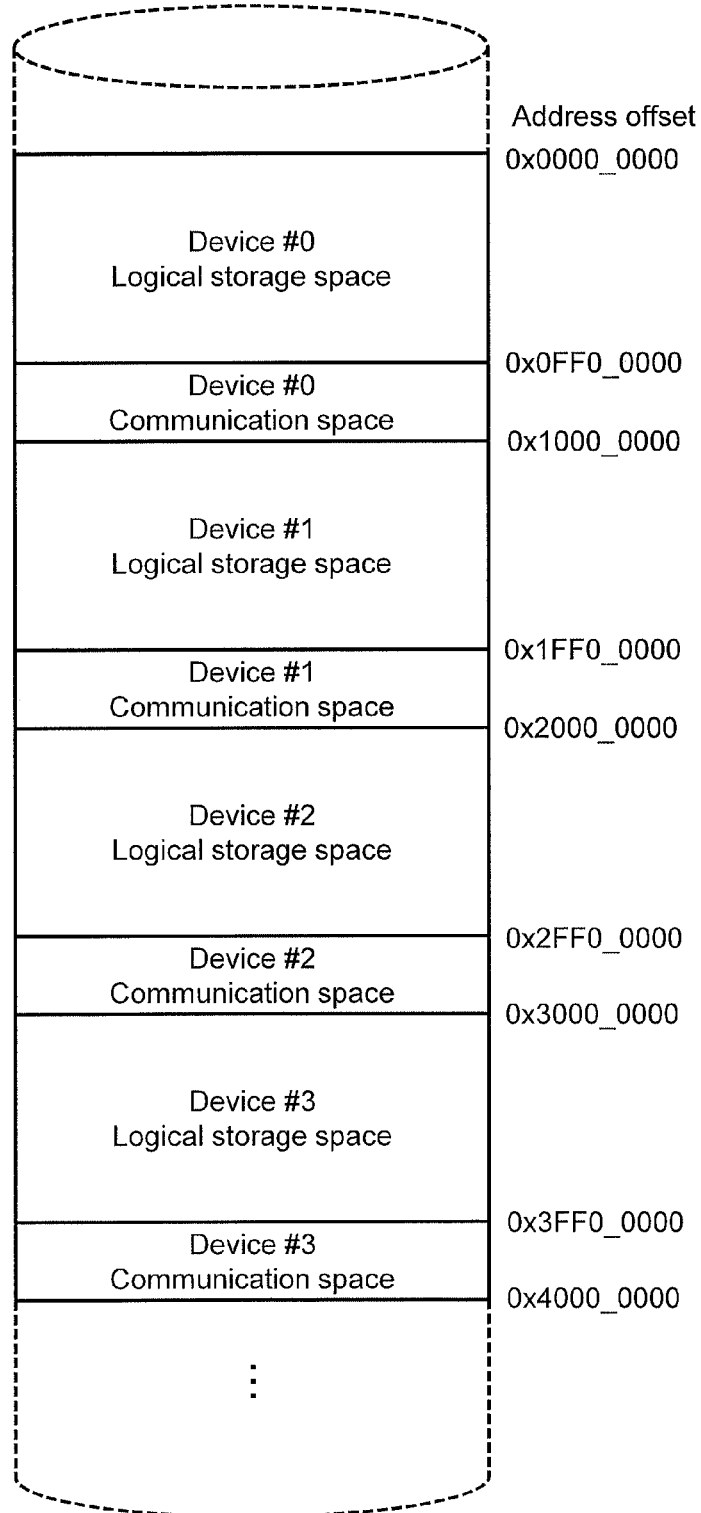 Address offset
0x0000_0000
Device #0
Logical storage space
0x0FF0_0000
Device #0
Communication space
0x1000_0000
Device #1
Logical storage space
0x1FF0_0000
Device #1
Communication space
0x2000_0000
Device #2
Logical storage space
0x2FF0_0000
Device #2
Communication space
0x3000_0000
Device #3
Logical storage space
0x3FF0_0000
Device #3
Communication space
0x4000_0000
⋮